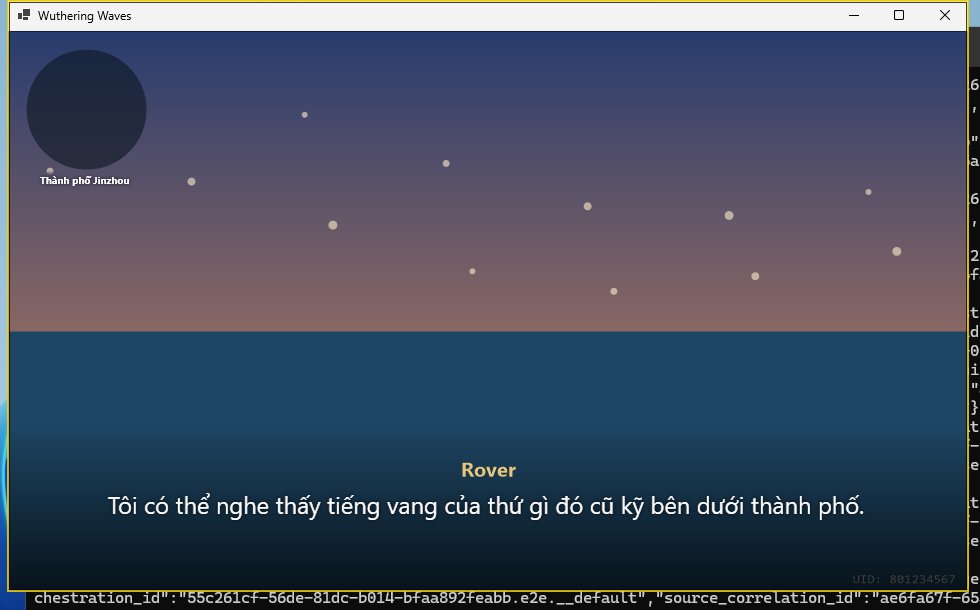 Wuthering Waves
Thành phố Jinzhou
Rover
Tôi có thể nghe thấy tiếng vang của thứ gì đó cũ kỹ bên dưới thành phố.
UID: 801234567
chestration_id":"55c261cf-56de-81dc-b014-bfaa892feabb.e2e.__default","source_correlation_id":"ae6fa67f-6